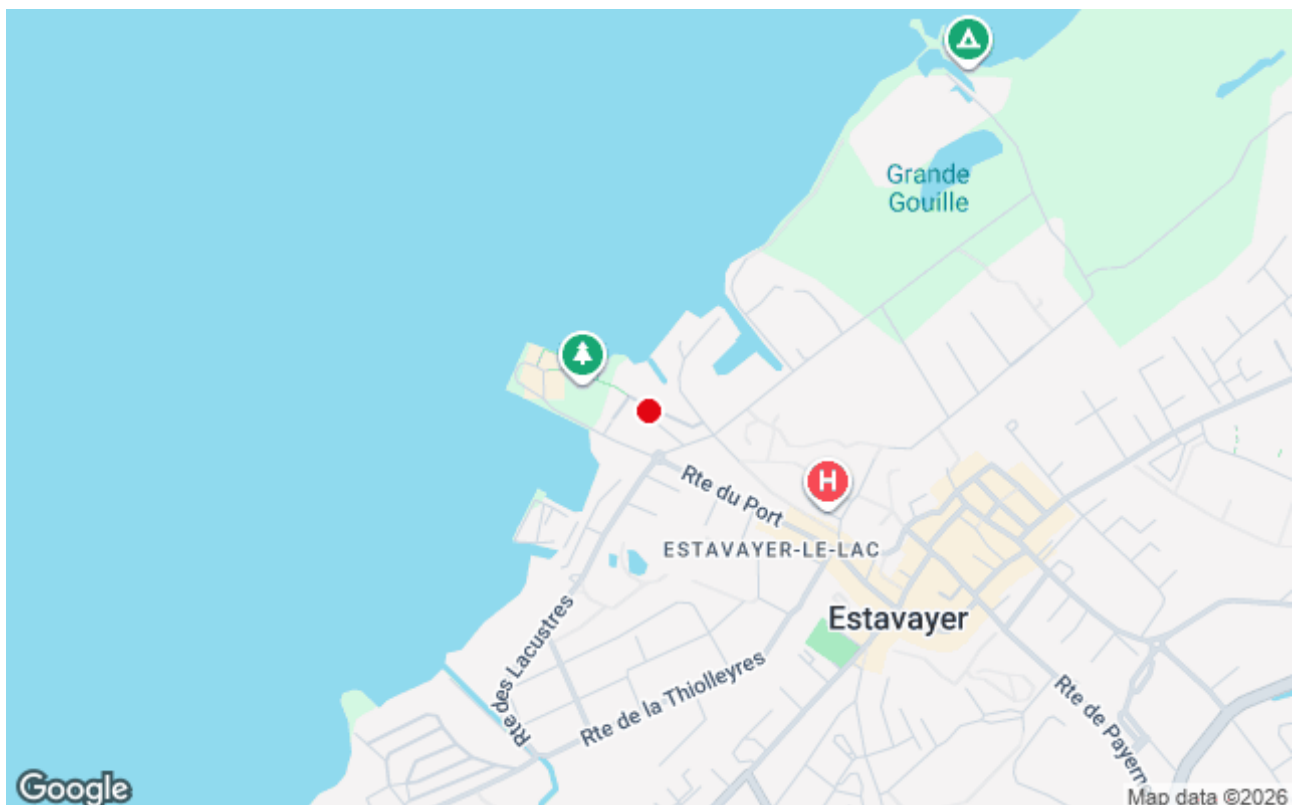 Grande
Gouille
H
Rte du Port
ESTAVAYER-LE-LAC
Estavayer
Rte des Lacustres
Rte de la Thiolleyres
Rte de Payern
Google
Map data ©2026